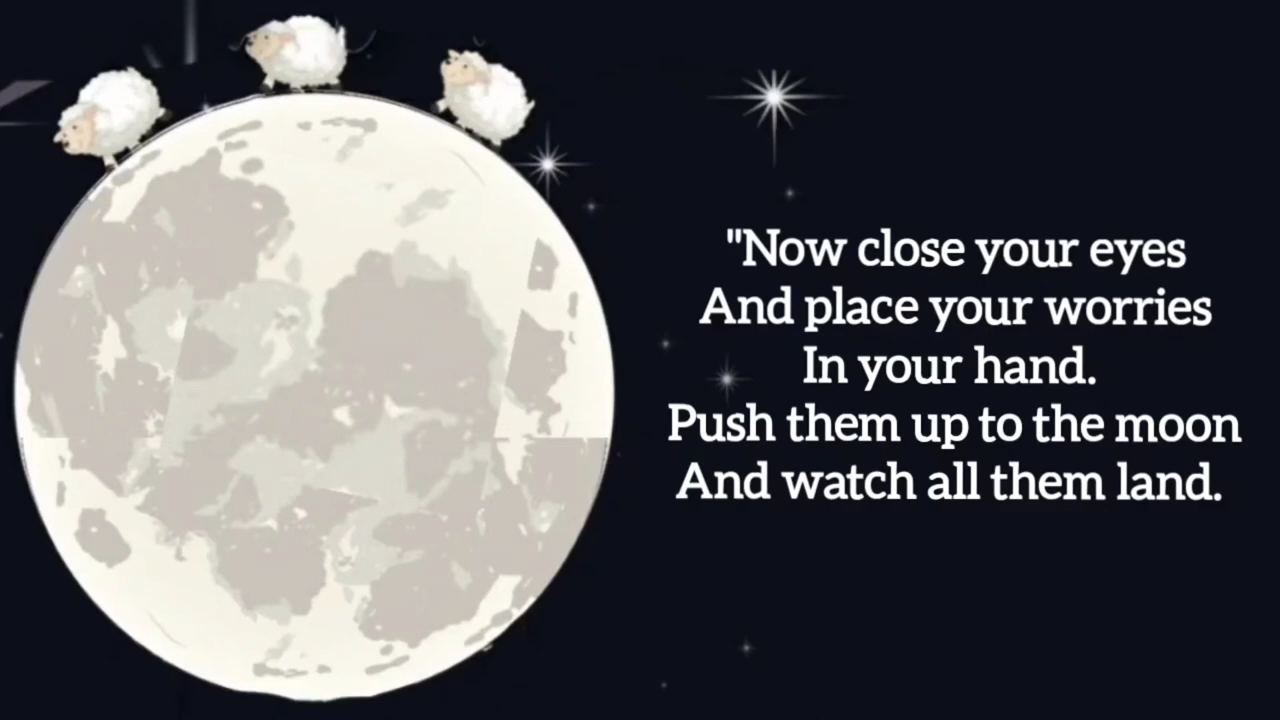 "Now close your eyes
And place your worries
In your hand.
Push them up to the moon
And watch all them land.